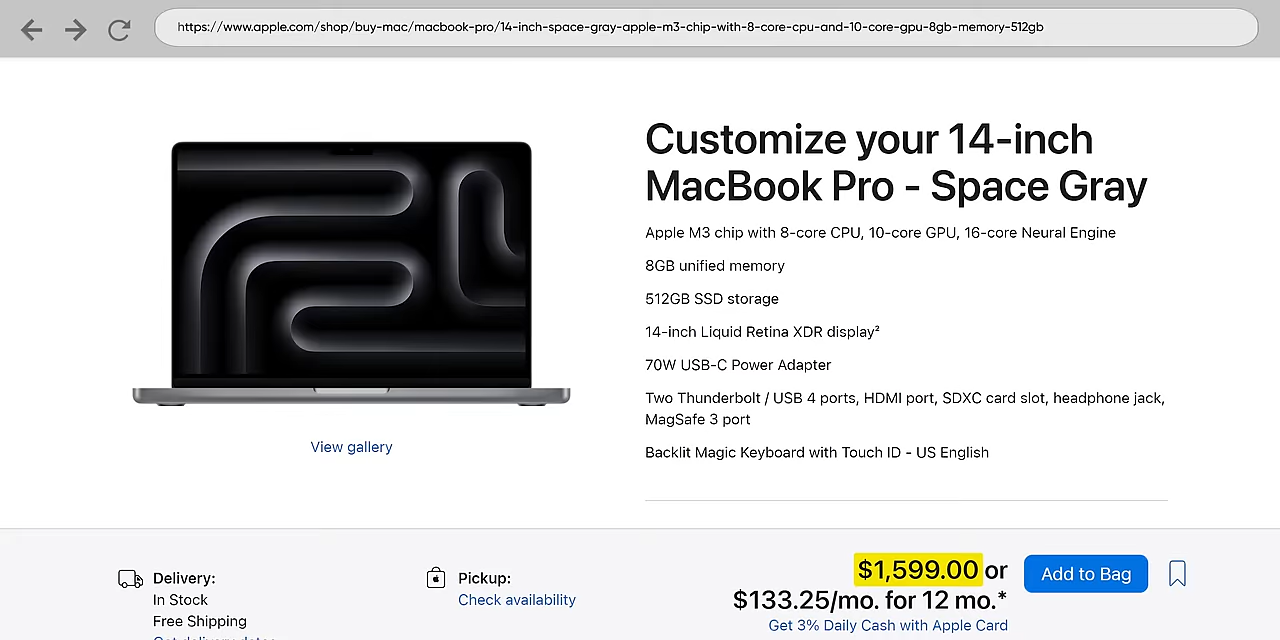 https://www.apple.com/shop/buy-mac/macbook-pro/14-inch-space-gray-apple-m3-chip-with-8-core-cpu-and-10-core-gpu-8gb-memory-512gb
Customize your 14-inch
MacBook Pro - Space Gray
Apple M3 chip with 8-core CPU, 10-core GPU, 16-core Neural Engine
8GB unified memory
512GB SSD storage
14-inch Liquid Retina XDR display²
70W USB-C Power Adapter
Two Thunderbolt / USB 4 ports, HDMI port, SDXC card slot, headphone jack,
MagSafe 3 port
Backlit Magic Keyboard with Touch ID - US English
View gallery
Delivery:
In Stock
Free Shipping
Get delivery dates
Pickup:
Check availability
$1,599.00 or
$133.25/mo. for 12 mo.*
Get 3% Daily Cash with Apple Card
Add to Bag